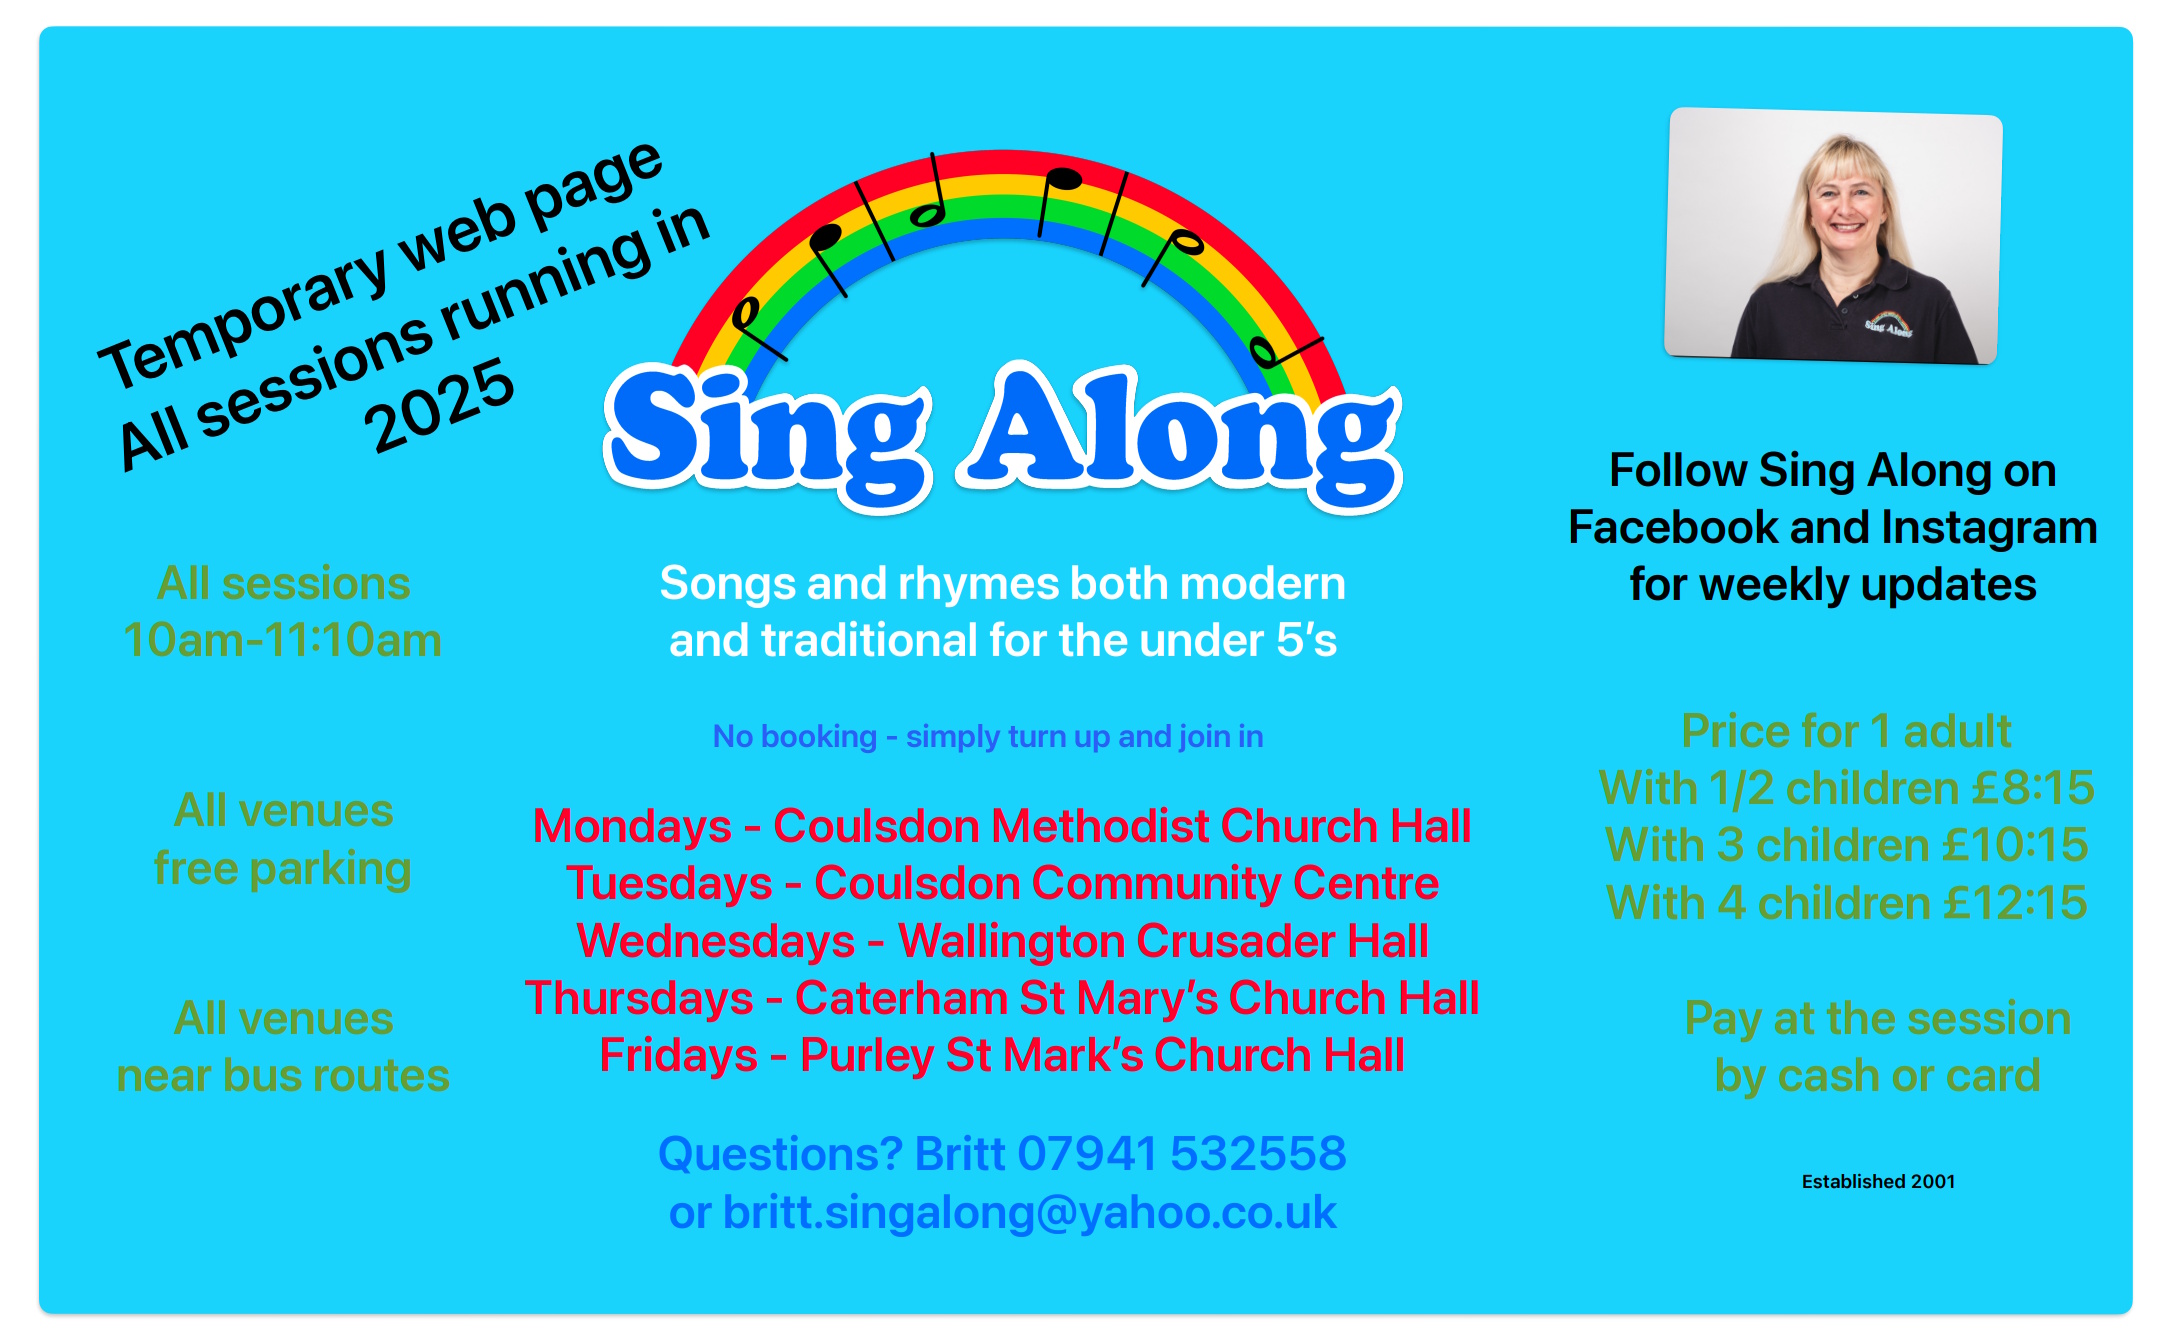 Temporary web page
All sessions running in
2025
Sing Along
Sing Along
Follow Sing Along on
Facebook and Instagram
for weekly updates
All sessions
10am-11:10am
Songs and rhymes both modern
and traditional for the under 5’s
No booking - simply turn up and join in
All venues
free parking
Mondays - Coulsdon Methodist Church Hall
Tuesdays - Coulsdon Community Centre
Wednesdays - Wallington Crusader Hall
Thursdays - Caterham St Mary’s Church Hall
Fridays - Purley St Mark’s Church Hall
Price for 1 adult
With 1/2 children £8:15
With 3 children £10:15
With 4 children £12:15
All venues
near bus routes
Pay at the session
by cash or card
Questions? Britt 07941 532558
or britt.singalong@yahoo.co.uk
Established 2001